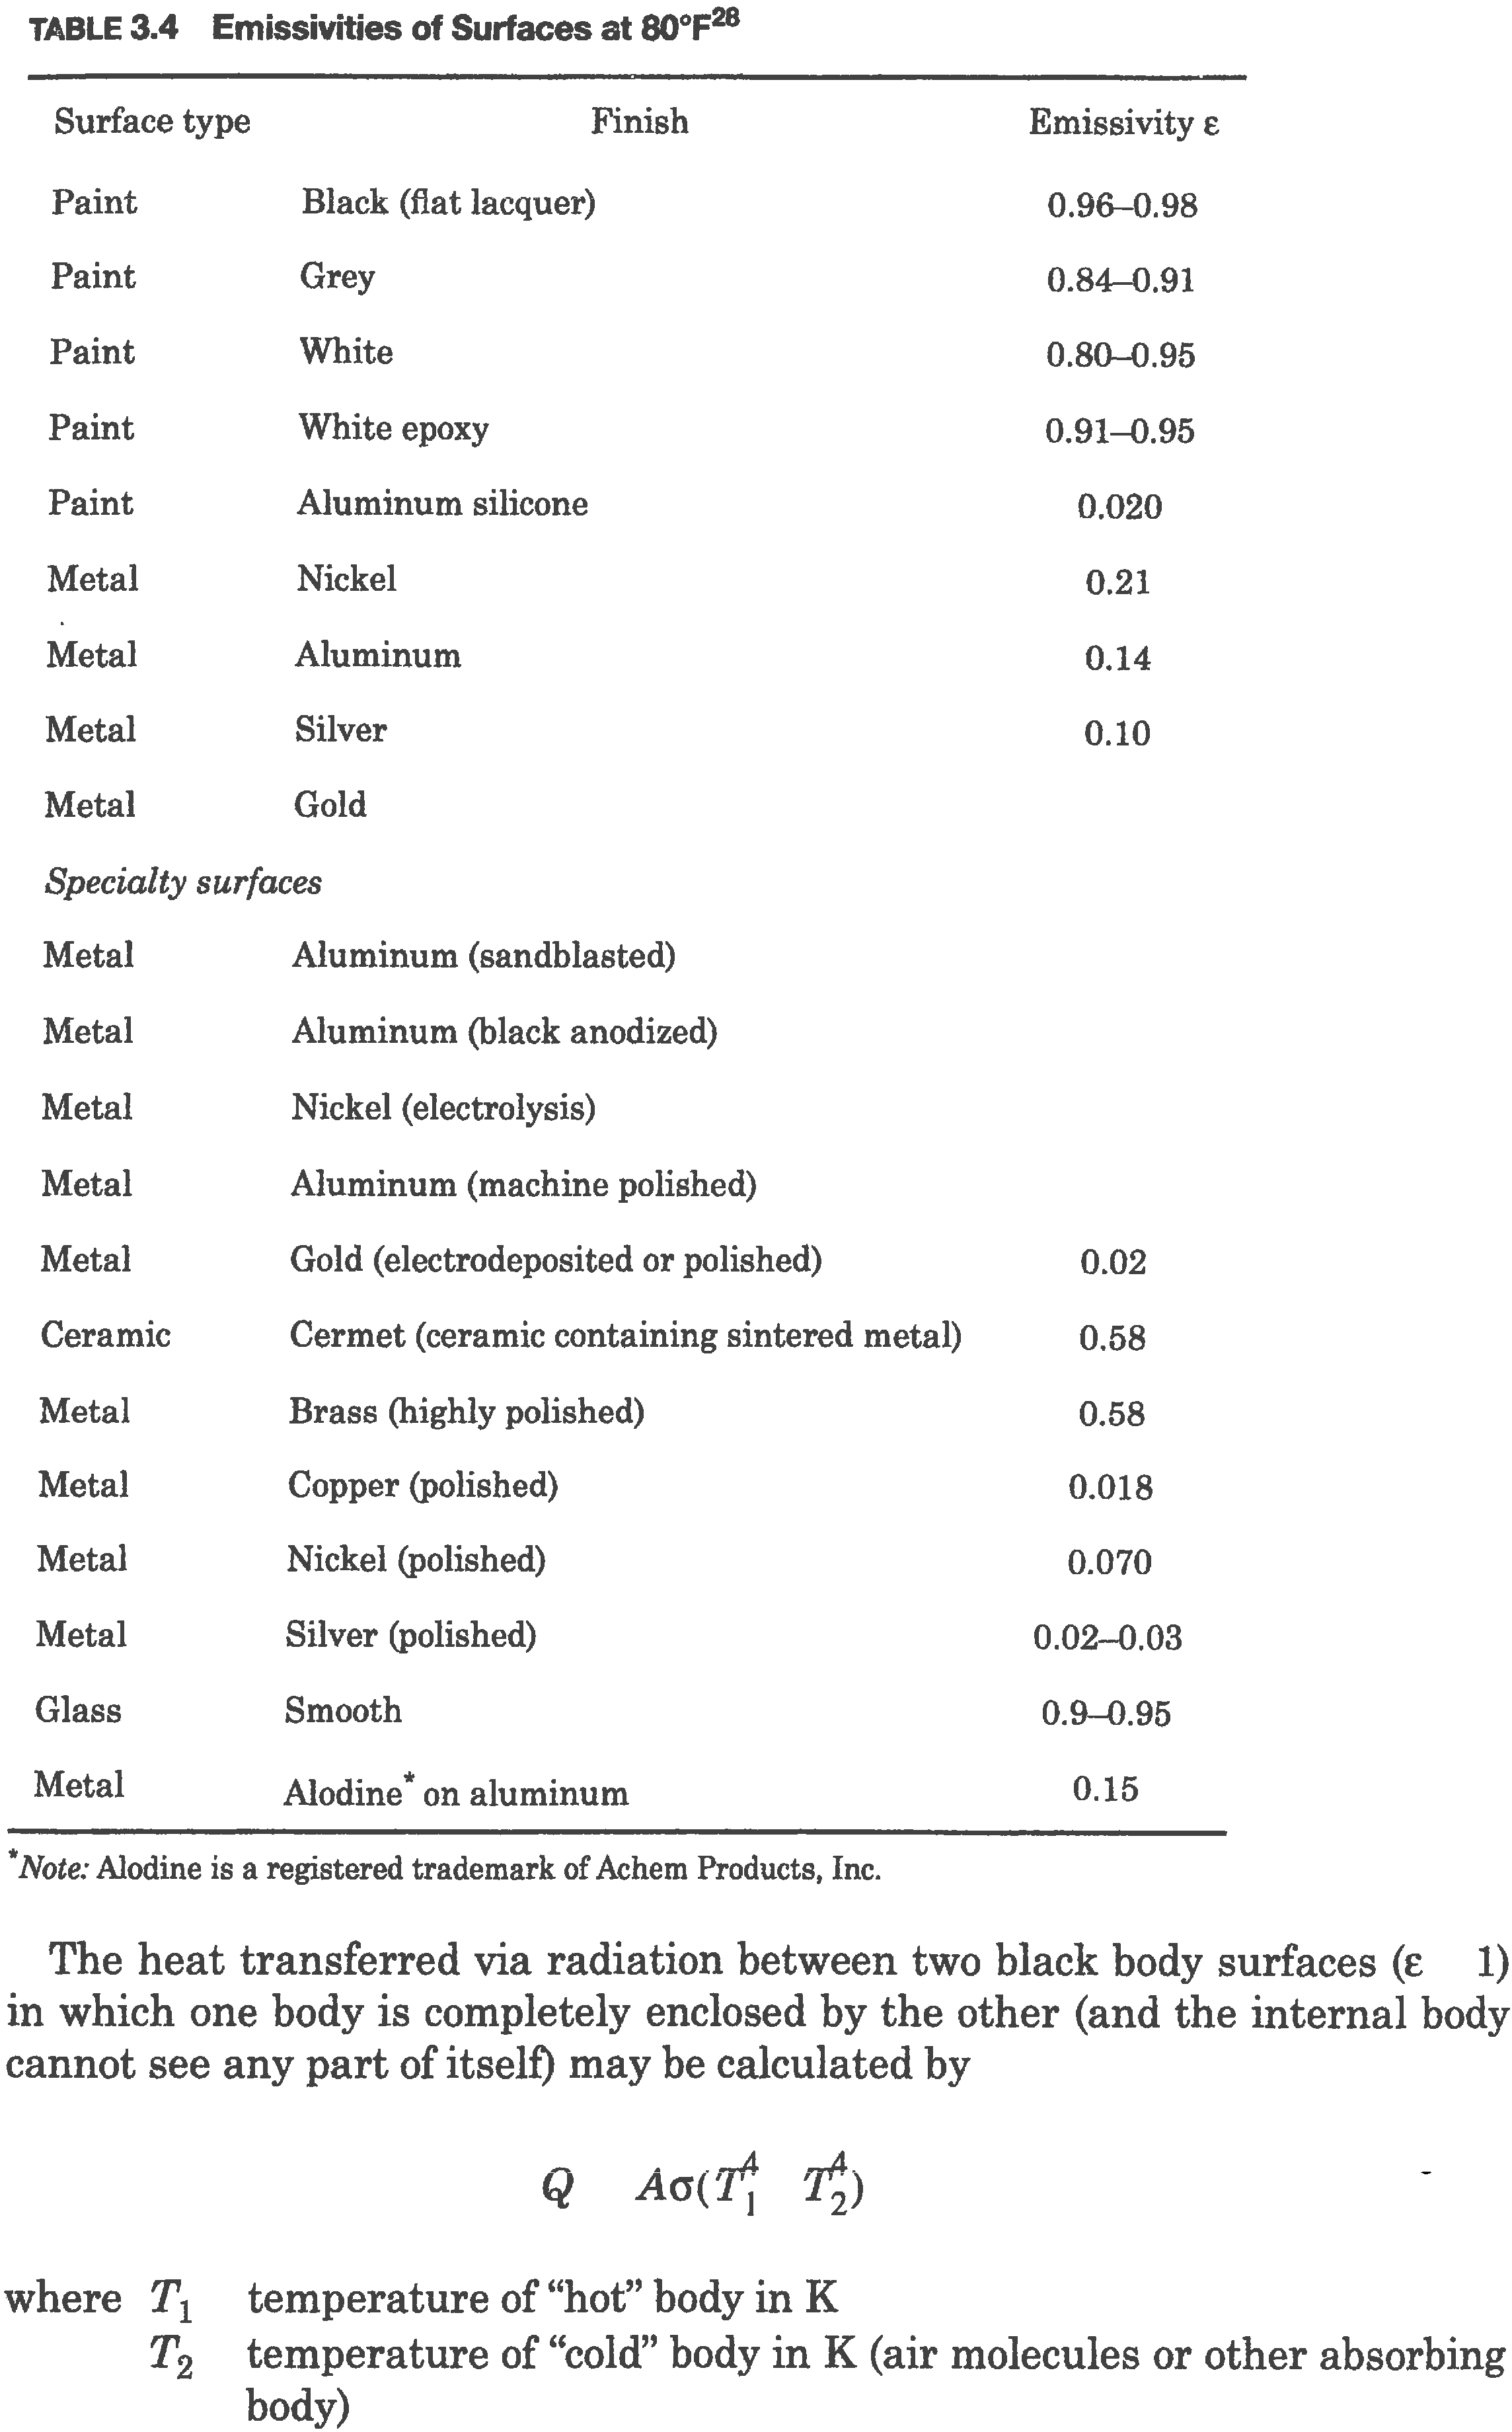 TABLE 3.4 Emissivities of Surfaces at 80°F28
Surface type Finish Emissivity ε
Paint Black (flat lacquer) 0.96–0.98
Paint Grey 0.84–0.91
Paint White 0.80–0.95
Paint White epoxy 0.91–0.95
Paint Aluminum silicone 0.020
Metal Nickel 0.21
Metal Aluminum 0.14
Metal Silver 0.10
Metal Gold
Specialty surfaces
Metal Aluminum (sandblasted)
Metal Aluminum (black anodized)
Metal Nickel (electrolysis)
Metal Aluminum (machine polished)
Metal Gold (electrodeposited or polished) 0.02
Ceramic Cermet (ceramic containing sintered metal) 0.58
Metal Brass (highly polished) 0.58
Metal Copper (polished) 0.018
Metal Nickel (polished) 0.070
Metal Silver (polished) 0.02–0.03
Glass Smooth 0.9–0.95
Metal Alodine* on aluminum 0.15
*Note: Alodine is a registered trademark of Achem Products, Inc.
The heat transferred via radiation between two black body surfaces (ε 1)
in which one body is completely enclosed by the other (and the internal body
cannot see any part of itself) may be calculated by
Q Aσ(T₁⁴ T₂⁴)
where T₁ temperature of “hot” body in K
T₂ temperature of “cold” body in K (air molecules or other absorbing
body)